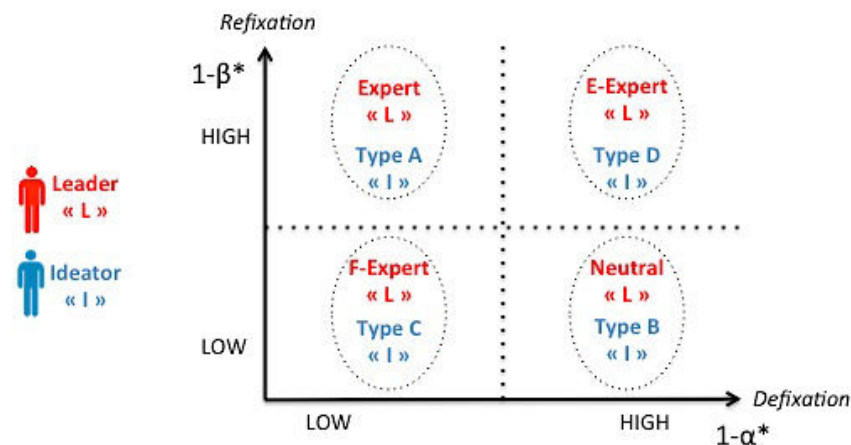 Refixation
1-β*
HIGH
Expert
« L »
Type A
« I »
E-Expert
« L »
Type D
« I »
Leader
« L »
Ideator
« I »
F-Expert
« L »
Type C
« I »
Neutral
« L »
Type B
« I »
LOW
LOW
HIGH
Defixation
1-α*